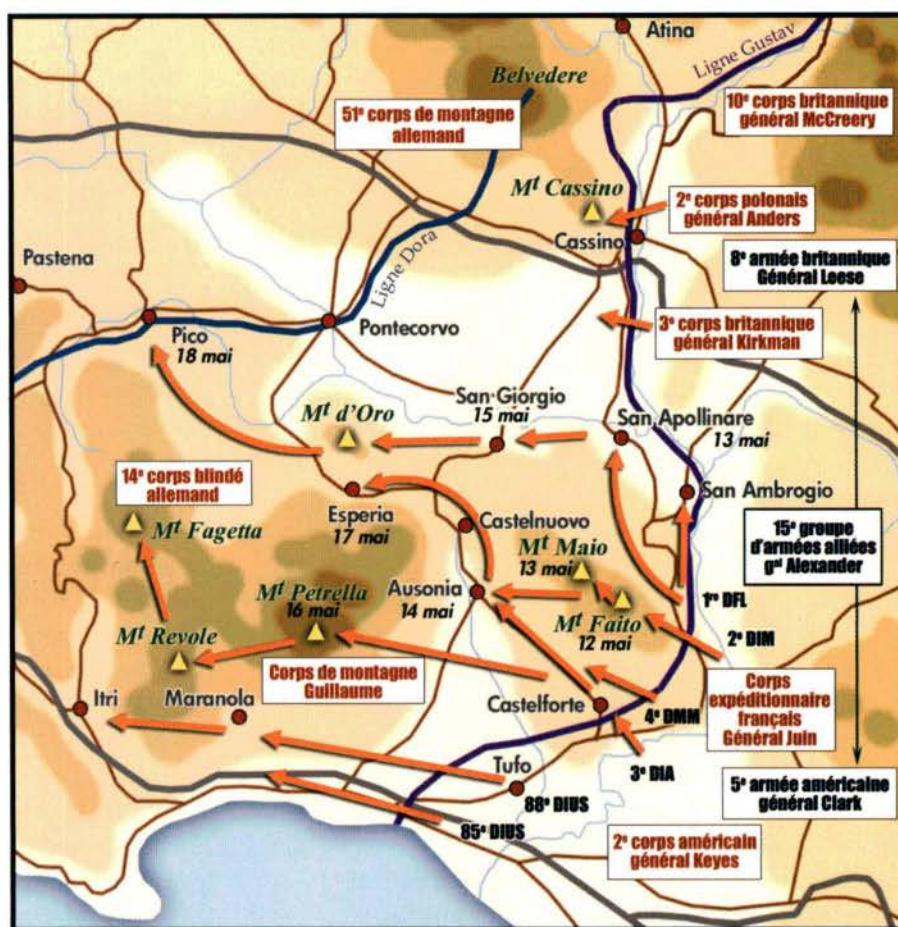 Atina
Ligne Gustav
Belvedere
51e corps de montagne
allemand
10e corps britannique
général McCreery
Mt Cassino
2e corps polonais
général Anders
Cassino
8e armée britannique
Général Leese
Pastena
Ligne Dora
Pico
18 mai
Pontecorvo
3e corps britannique
général Kirkman
San Giorgio
15 mai
Mt d'Oro
San Apollinare
13 mai
14e corps blindé
allemand
San Ambrogio
Esperia
17 mai
Mt Fagetta
Castelnuovo
15e groupe
d'armées alliées
gal Alexander
Mt Maio
13 mai
Mt Petrella
16 mai
Ausonia
14 mai
1re DFL
Mt Faito
12 mai
2e DIM
Mt Revole
Corps de montagne
Guillaume
Corps
expéditionnaire
français
Général Juin
Itri
Maranola
Castelforte
4e DMM
3e DIA
Tufo
88e DIUS
5e armée américaine
général Clark
85e DIUS
2e corps américain
général Keyes